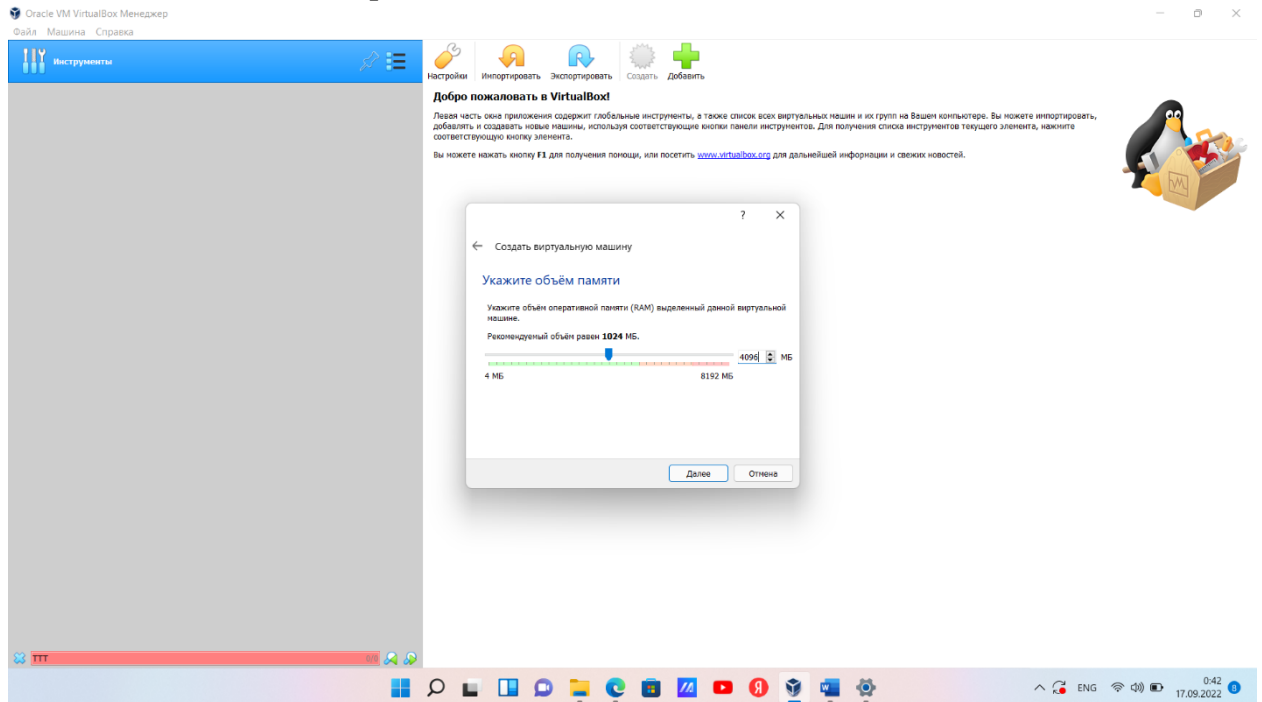 Oracle VM VirtualBox Менеджер
Файл Машина Справка
Инструменты
Настройки Импортировать Экспортировать Создать Добавить
Добро пожаловать в VirtualBox!
Левая часть окна приложения содержит глобальные инструменты, а также список всех виртуальных машин и их групп на Вашем компьютере. Вы можете импортировать,
добавлять и создавать новые машины, используя соответствующие кнопки панели инструментов. Для получения списка инструментов текущего элемента, нажмите
соответствующую кнопку элемента.
Вы можете нажать кнопку F1 для получения помощи, или посетить www.virtualbox.org для дальнейшей информации и свежих новостей.
?
Создать виртуальную машину
Укажите объём памяти
Укажите объём оперативной памяти (RAM) выделенный данной виртуальной
машине.
Рекомендуемый объём равен 1024 МБ.
4096 МБ
4 МБ 8192 МБ
Далее Отмена
ТТТ 0/0
ENG 0:42
17.09.2022 8